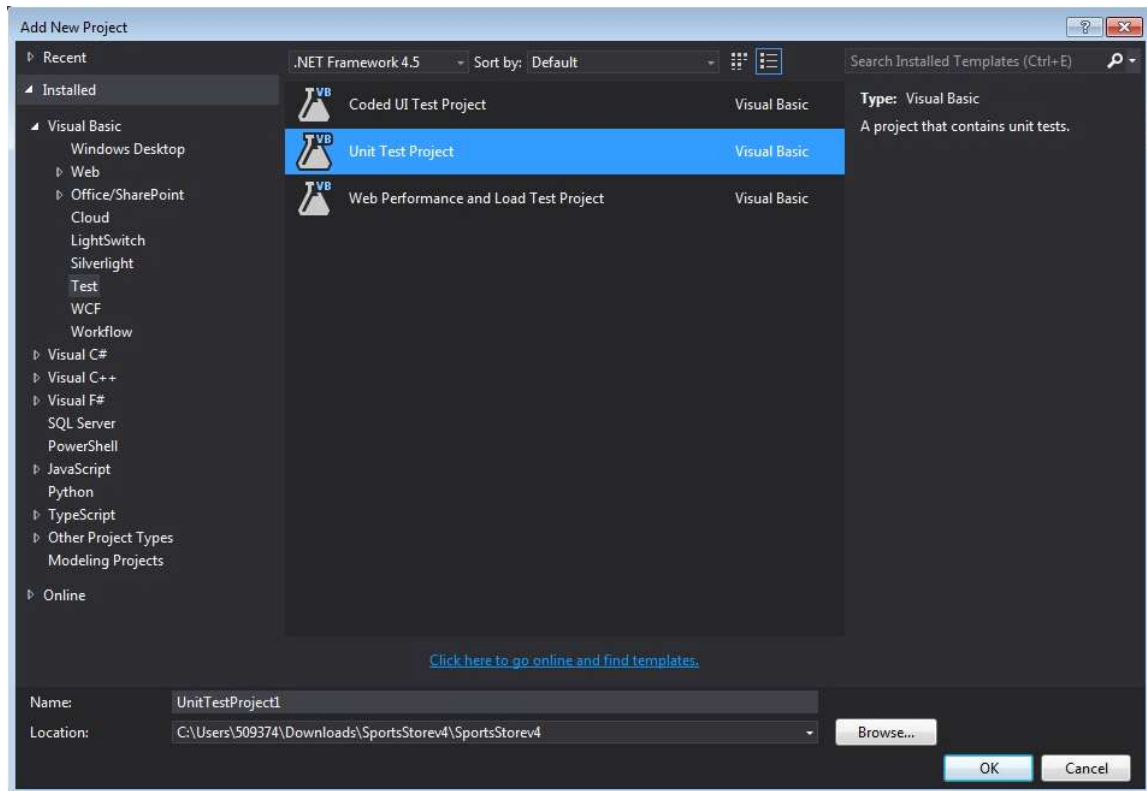 Add New Project
Recent
.NET Framework 4.5 Sort by: Default
Search Installed Templates (Ctrl+E)
Installed
Visual Basic
Windows Desktop
Web
Office/SharePoint
Cloud
LightSwitch
Silverlight
Test
WCF
Workflow
Visual C#
Visual C++
Visual F#
SQL Server
PowerShell
JavaScript
Python
TypeScript
Other Project Types
Modeling Projects
Online
VB Coded UI Test Project Visual Basic
VB Unit Test Project Visual Basic
VB Web Performance and Load Test Project Visual Basic
Type: Visual Basic
A project that contains unit tests.
Click here to go online and find templates.
Name: UnitTestProject1
Location: C:\Users\509374\Downloads\SportsStorev4\SportsStorev4
Browse...
OK Cancel